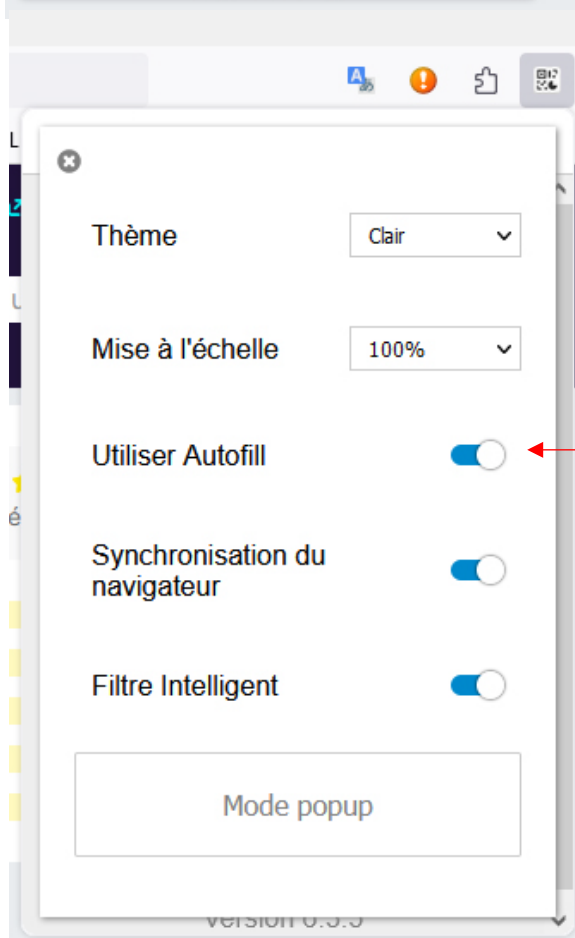 Thème
Clair
Mise à l'échelle
100%
Utiliser Autofill
Synchronisation du
navigateur
Filtre Intelligent
Mode popup